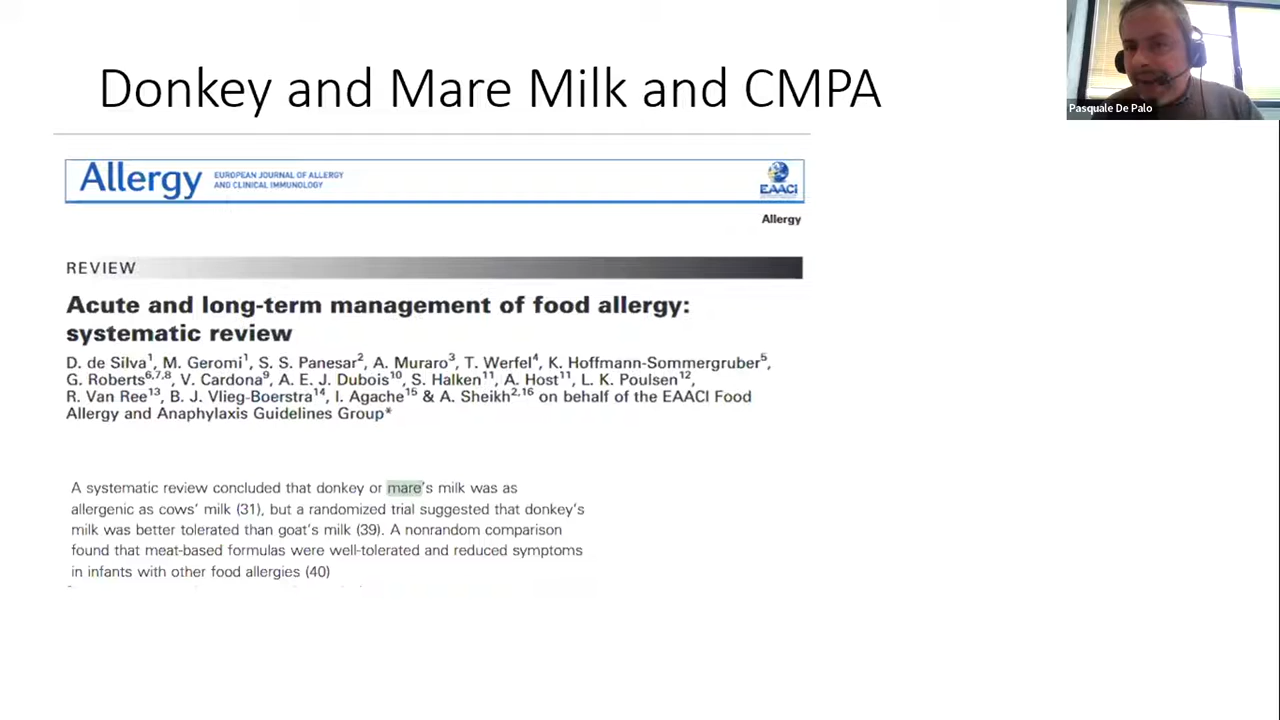 Donkey and Mare Milk and CMPA
Pasquale De Palo
Allergy
EUROPEAN JOURNAL OF ALLERGY
AND CLINICAL IMMUNOLOGY
EAACI
Allergy
REVIEW
Acute and long-term management of food allergy:
systematic review
D. de Silva1, M. Geromi1, S. S. Panesar2, A. Muraro3, T. Werfel4, K. Hoffmann-Sommergruber5,
G. Roberts6,7,8, V. Cardona9, A. E. J. Dubois10, S. Halken11, A. Host11, L. K. Poulsen12,
R. Van Ree13, B. J. Vlieg-Boerstra14, I. Agache15 & A. Sheikh2,16 on behalf of the EAACI Food
Allergy and Anaphylaxis Guidelines Group*
A systematic review concluded that donkey or mare's milk was as
allergenic as cows' milk (31), but a randomized trial suggested that donkey's
milk was better tolerated than goat's milk (39). A nonrandom comparison
found that meat-based formulas were well-tolerated and reduced symptoms
in infants with other food allergies (40)